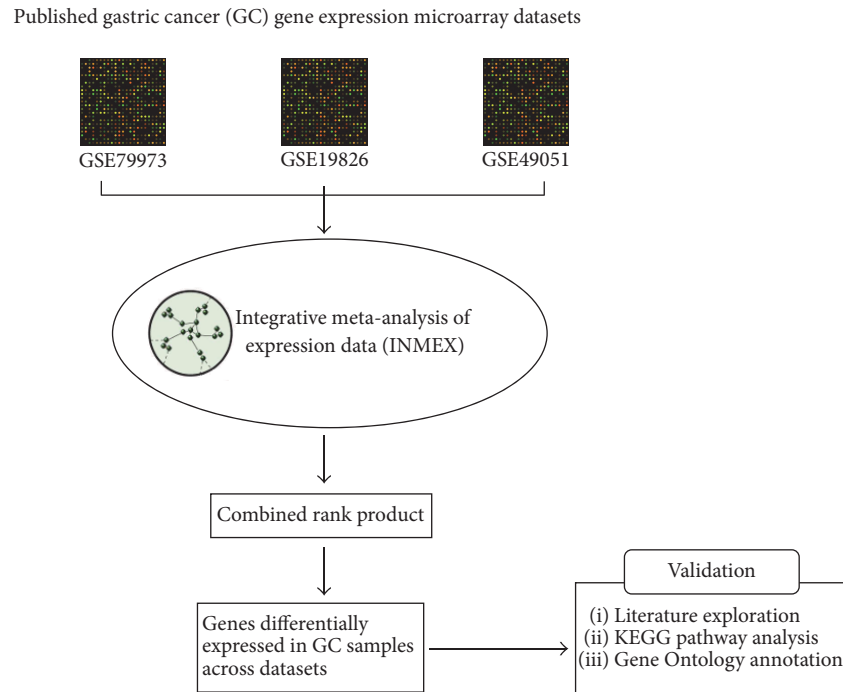 Published gastric cancer (GC) gene expression microarray datasets
GSE79973
GSE19826
GSE49051
Integrative meta-analysis of
expression data (INMEX)
Combined rank product
Genes differentially
expressed in GC samples
across datasets
Validation
(i) Literature exploration
(ii) KEGG pathway analysis
(iii) Gene Ontology annotation